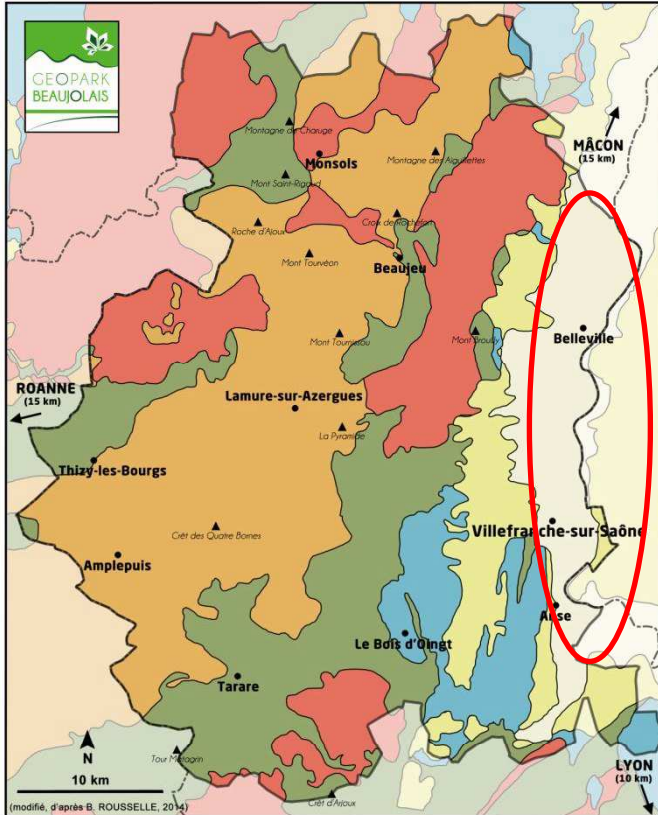 GEOPARK
BEAUJOLAIS
Montagne de Charuge
MÂCON
(15 km)
Monsols
Montagne des Aiguillettes
Mont Saint-Rigaud
Roche d'Ajoux
Croix de Rochefort
Mont Tourvéon
Beaujeu
Belleville
Mont Tourrissou
Mont Brouilly
ROANNE
(15 km)
Lamure-sur-Azergues
La Pyramide
Thizy-les-Bourgs
Crêt des Quatre Bornes
Villefranche-sur-Saône
Amplepuis
Anse
Le Bois d'Oingt
Tarare
N
10 km
Tour Matagrin
LYON
(10 km)
Crêt d'Arjoux
(modifié, d'après B. ROUSSELLE, 2014)